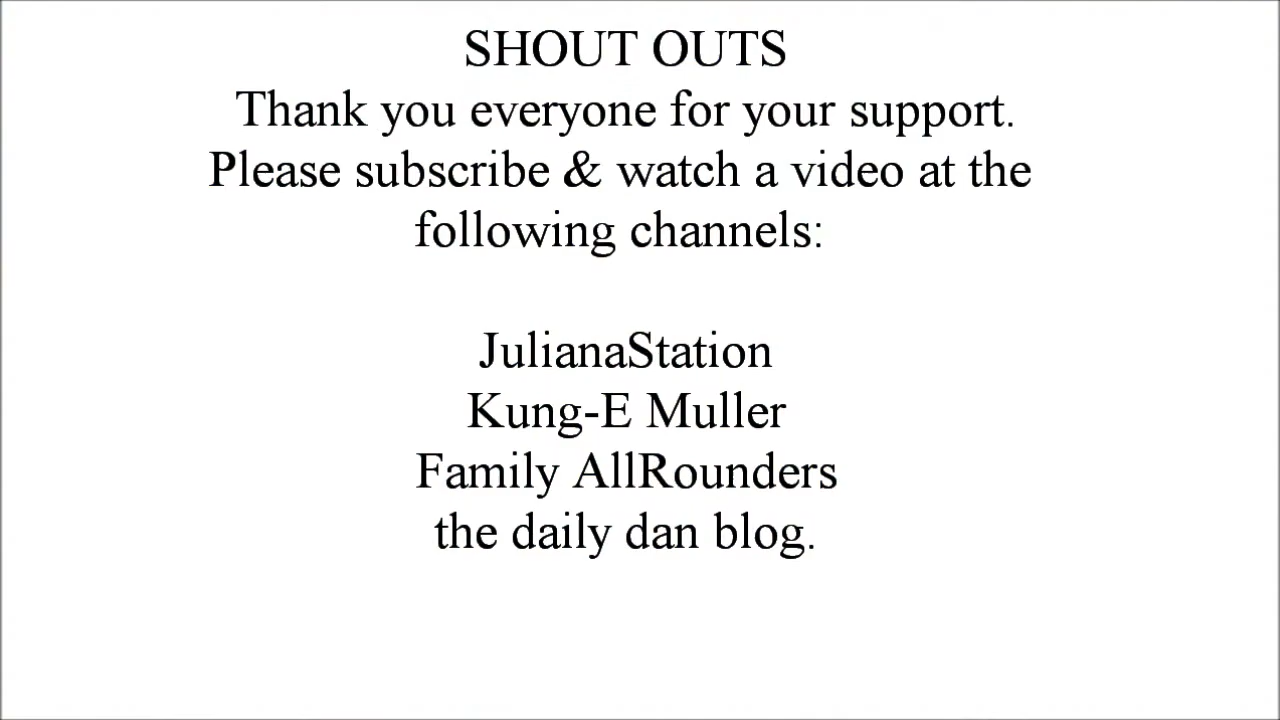 SHOUT OUTS
Thank you everyone for your support.
Please subscribe & watch a video at the
following channels:
JulianaStation
Kung-E Muller
Family AllRounders
the daily dan blog.